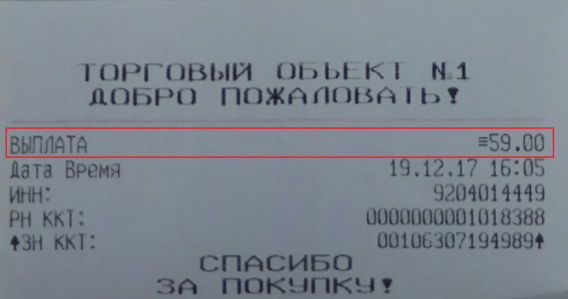 ТОРГОВЫЙ ОБЪЕКТ №1
ДОБРО ПОЖАЛОВАТЬ!
ВЫПЛАТА ≡59.00
Дата Время 19.12.17 16:05
ИНН: 9204014449
РН ККТ: 0000000001018388
↑ЗН ККТ: 00106307194989↑
СПАСИБО
ЗА ПОКУПКУ!